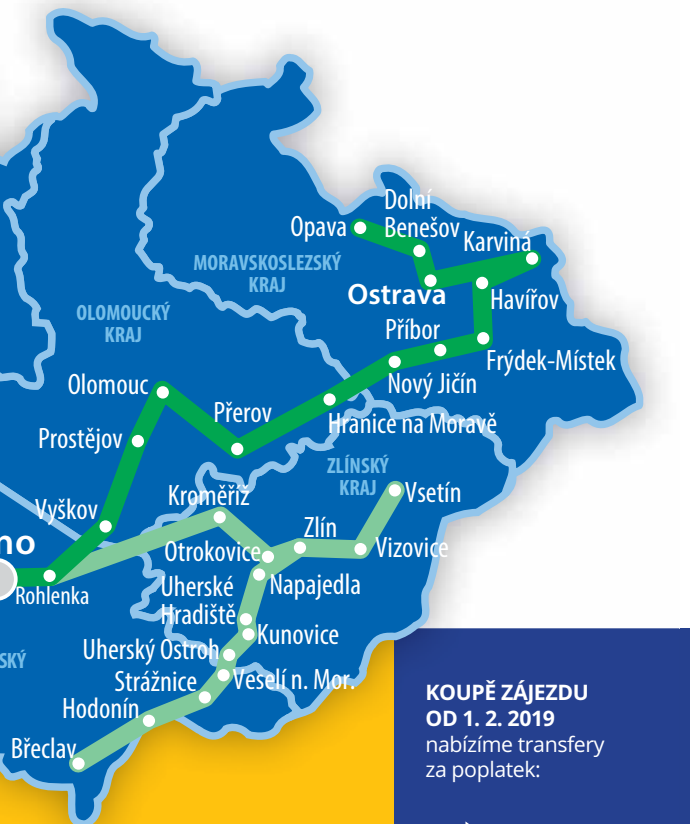 Dolní
Benešov
Opava
Karviná
MORAVSKOSLEZSKÝ
KRAJ
Ostrava
Havířov
OLOMOUCKÝ
KRAJ
Příbor
Frýdek-Místek
Olomouc
Nový Jičín
Přerov
Hranice na Moravě
Prostějov
ZLÍNSKÝ
KRAJ
Kroměříž
Vsetín
Vyškov
Zlín
no
Otrokovice
Vizovice
Rohlenka
Uherské
Hradiště
Napajedla
Kunovice
Uherský Ostroh
SKÝ
Strážnice
Veselí n. Mor.
Hodonín
Břeclav
KOUPĚ ZÁJEZDU
OD 1. 2. 2019
nabízíme transfery
za poplatek: